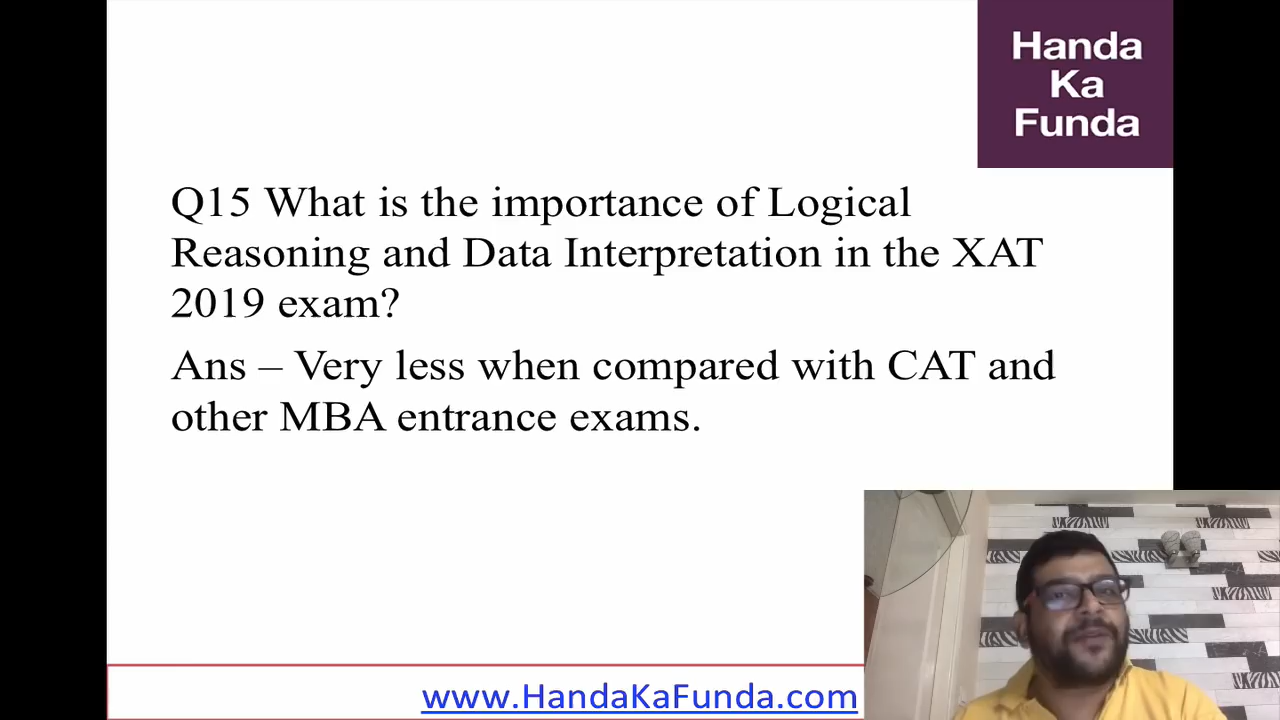 Handa
Ka
Funda
Q15 What is the importance of Logical
Reasoning and Data Interpretation in the XAT
2019 exam?
Ans – Very less when compared with CAT and
other MBA entrance exams.
www.HandaKaFunda.com